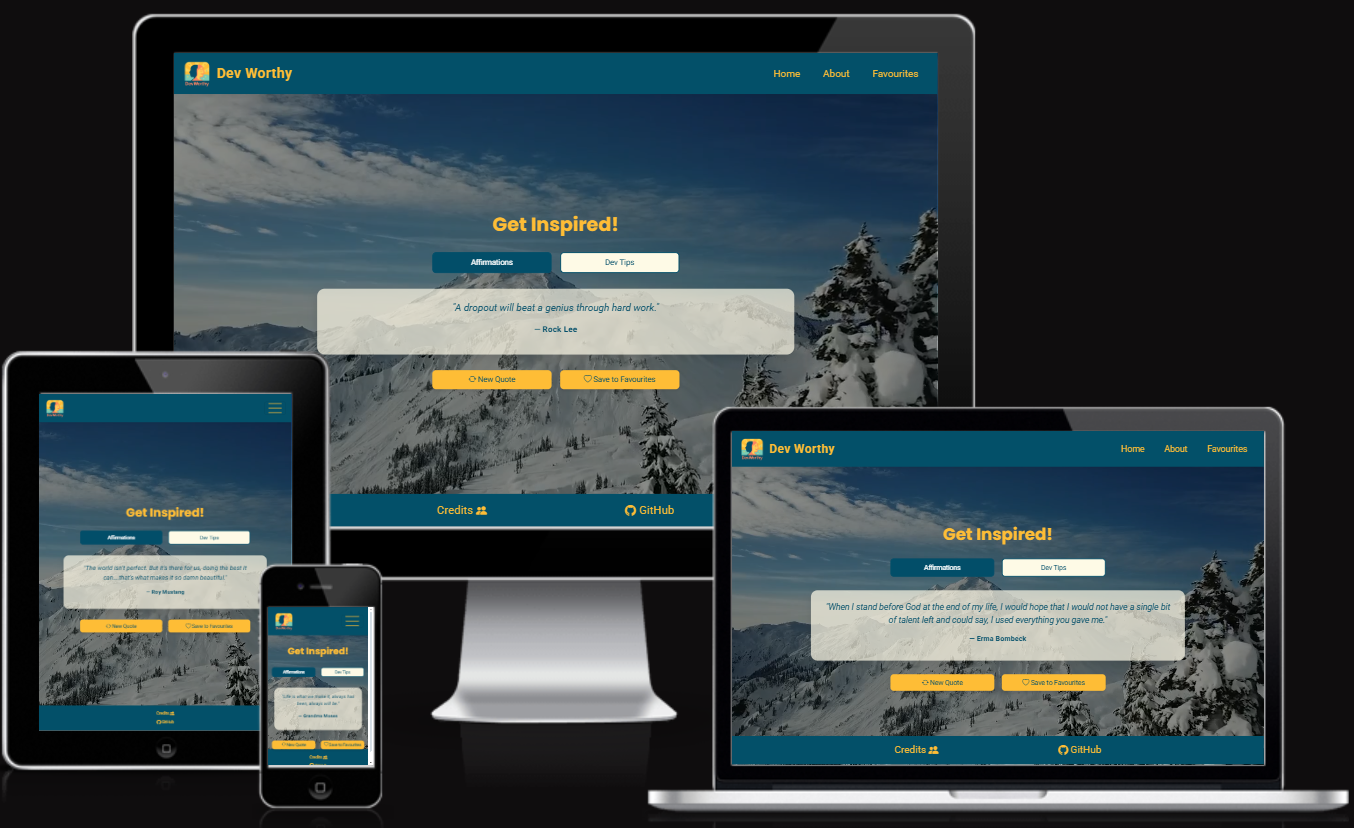 Dev Worthy
Home About Favourites
Get Inspired!
Affirmations Dev Tips
"A dropout will beat a genius through hard work."
— Rock Lee
New Quote Save to Favourites
Credits GitHub
Get Inspired!
Affirmations Dev Tips
"The world isn't perfect. But it's there for us, doing the best it
can....that's what makes it so damn beautiful."
— Roy Mustang
New Quote Save to Favourites
Credits
GitHub
Get Inspired!
Affirmations Dev Tips
"Life is what we make it, always has
been, always will be."
— Grandma Moses
New Quote Save to Favourites
Credits
Dev Worthy
Home About Favourites
Get Inspired!
Affirmations Dev Tips
"When I stand before God at the end of my life, I would hope that I would not have a single bit
of talent left and could say, I used everything you gave me."
— Erma Bombeck
New Quote Save to Favourites
Credits GitHub